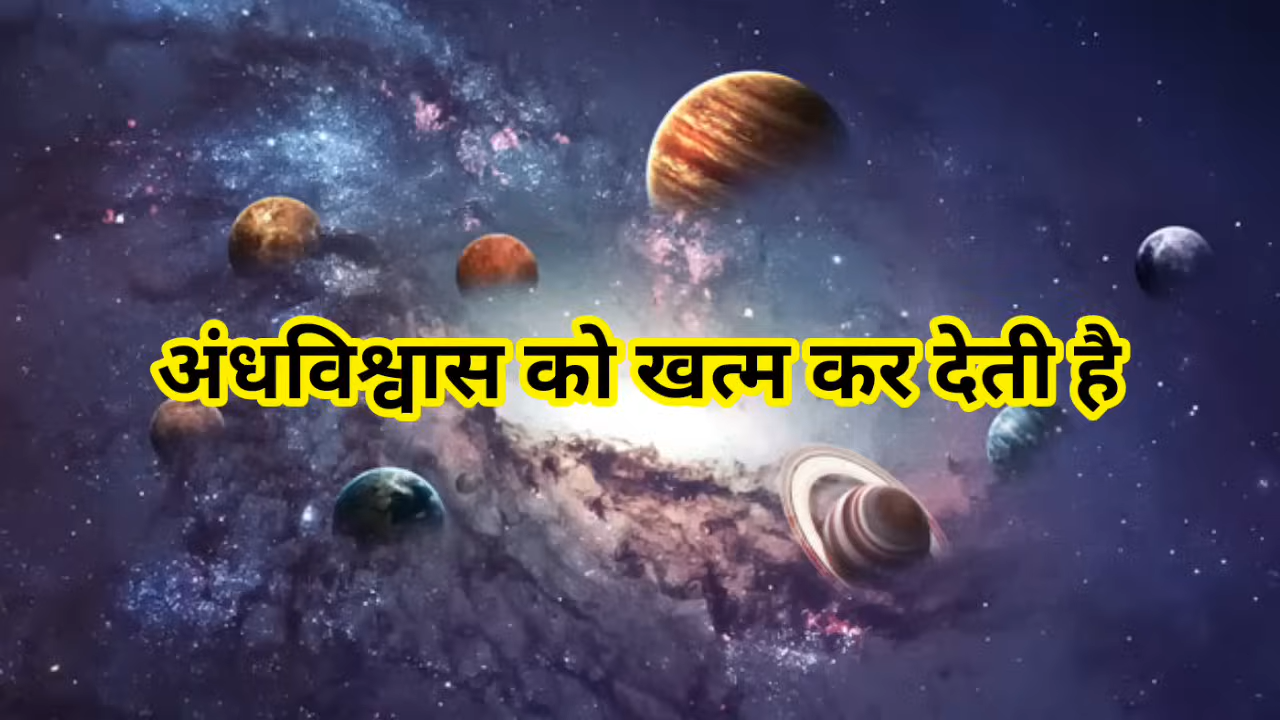 अंधविश्वास को खत्म कर देती है